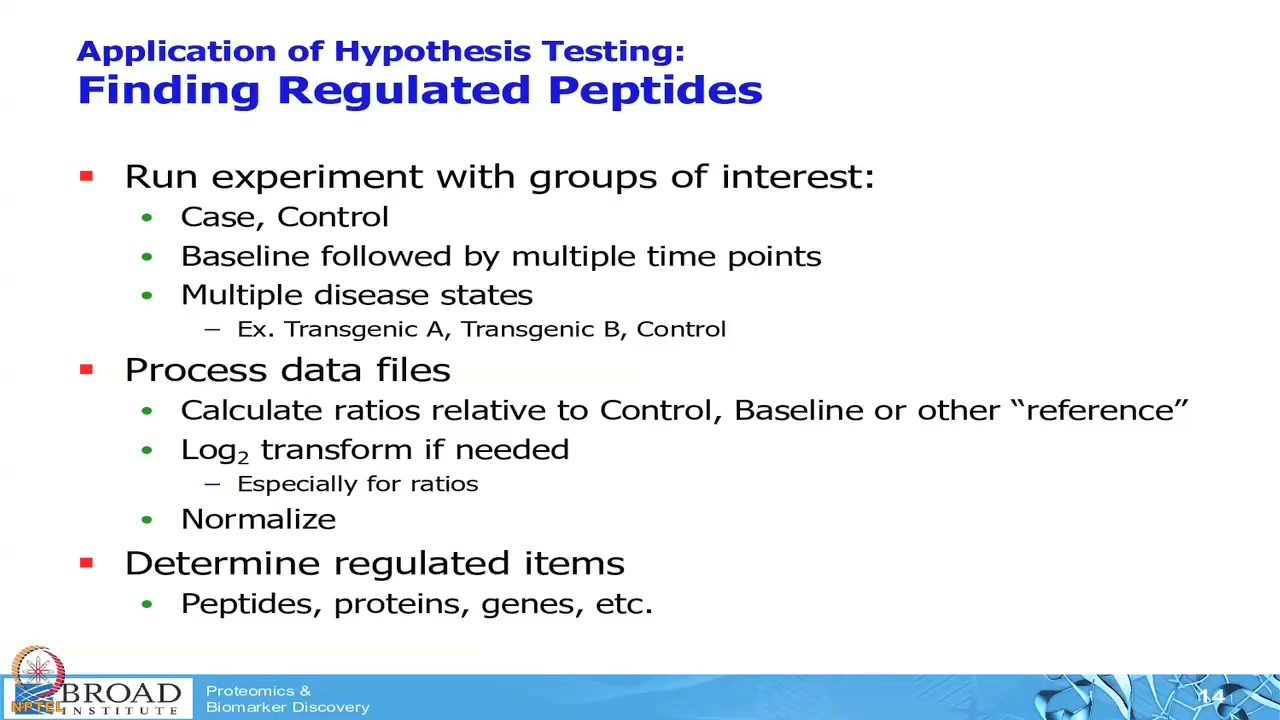 Application of Hypothesis Testing:
Finding Regulated Peptides
Run experiment with groups of interest:
Case, Control
Baseline followed by multiple time points
Multiple disease states
Ex. Transgenic A, Transgenic B, Control
Process data files
Calculate ratios relative to Control, Baseline or other “reference”
Log₂ transform if needed
Especially for ratios
Normalize
Determine regulated items
Peptides, proteins, genes, etc.
BROAD
INSTITUTE
NPTEL
Proteomics &
Biomarker Discovery
14